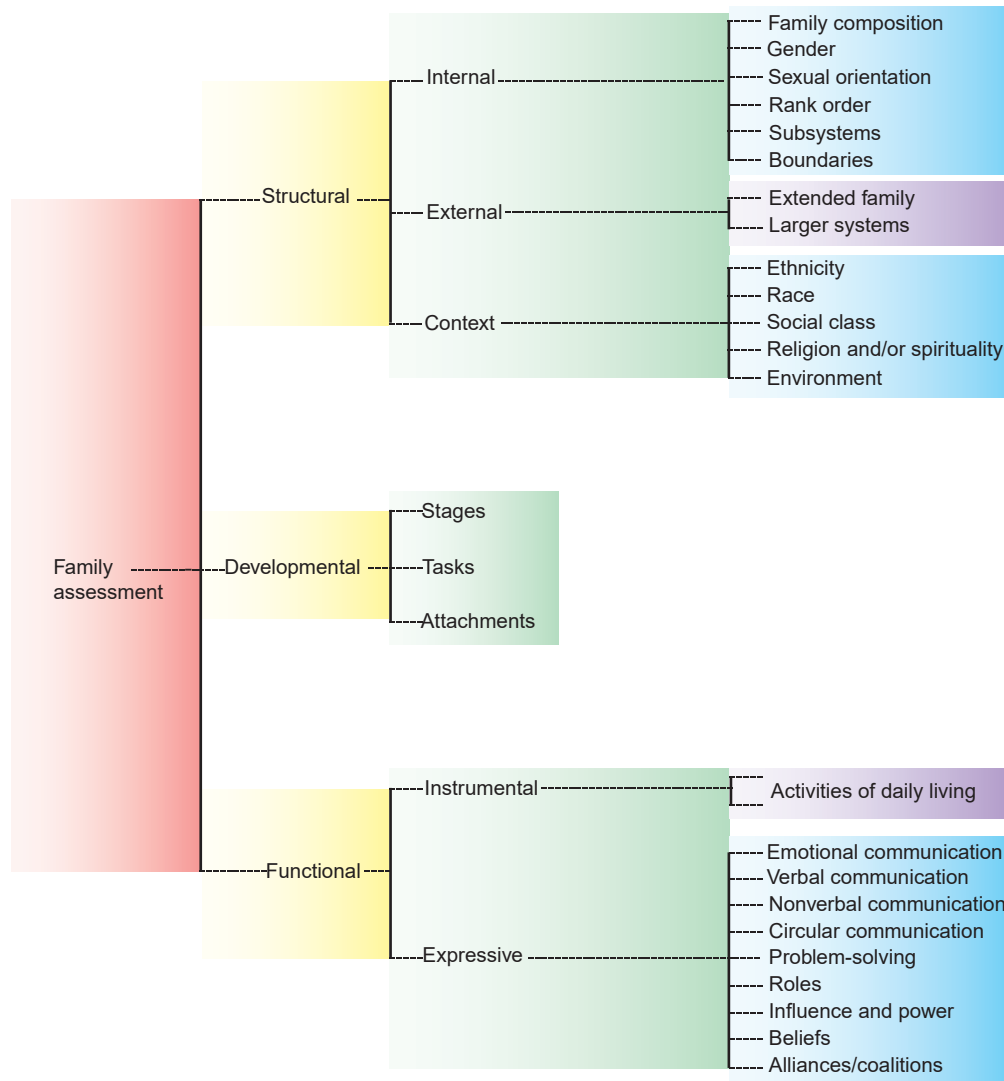 Family
assessment
Structural
Internal
Family composition
Gender
Sexual orientation
Rank order
Subsystems
Boundaries
External
Extended family
Larger systems
Context
Ethnicity
Race
Social class
Religion and/or spirituality
Environment
Developmental
Stages
Tasks
Attachments
Functional
Instrumental
Activities of daily living
Expressive
Emotional communication
Verbal communication
Nonverbal communication
Circular communication
Problem-solving
Roles
Influence and power
Beliefs
Alliances/coalitions